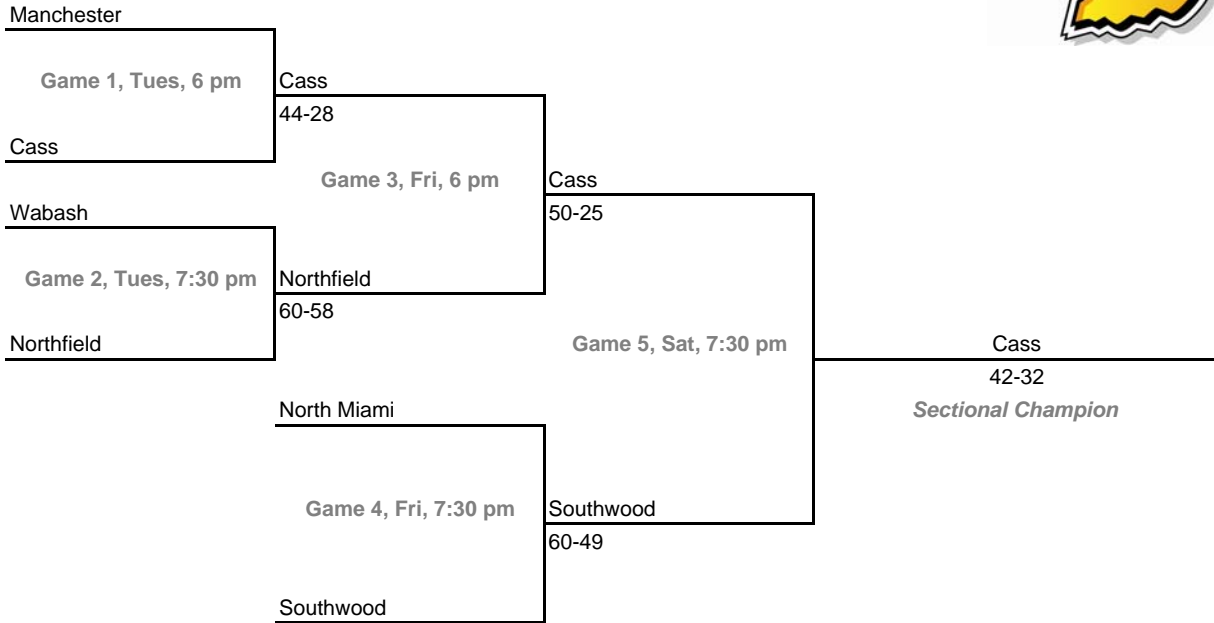 Manchester
Game 1, Tues, 6 pm
Cass
44-28
Cass
Game 3, Fri, 6 pm
Cass
Wabash
50-25
Game 2, Tues, 7:30 pm
Northfield
60-58
Northfield
Game 5, Sat, 7:30 pm
Cass
42-32
North Miami
Sectional Champion
Game 4, Fri, 7:30 pm
Southwood
60-49
Southwood